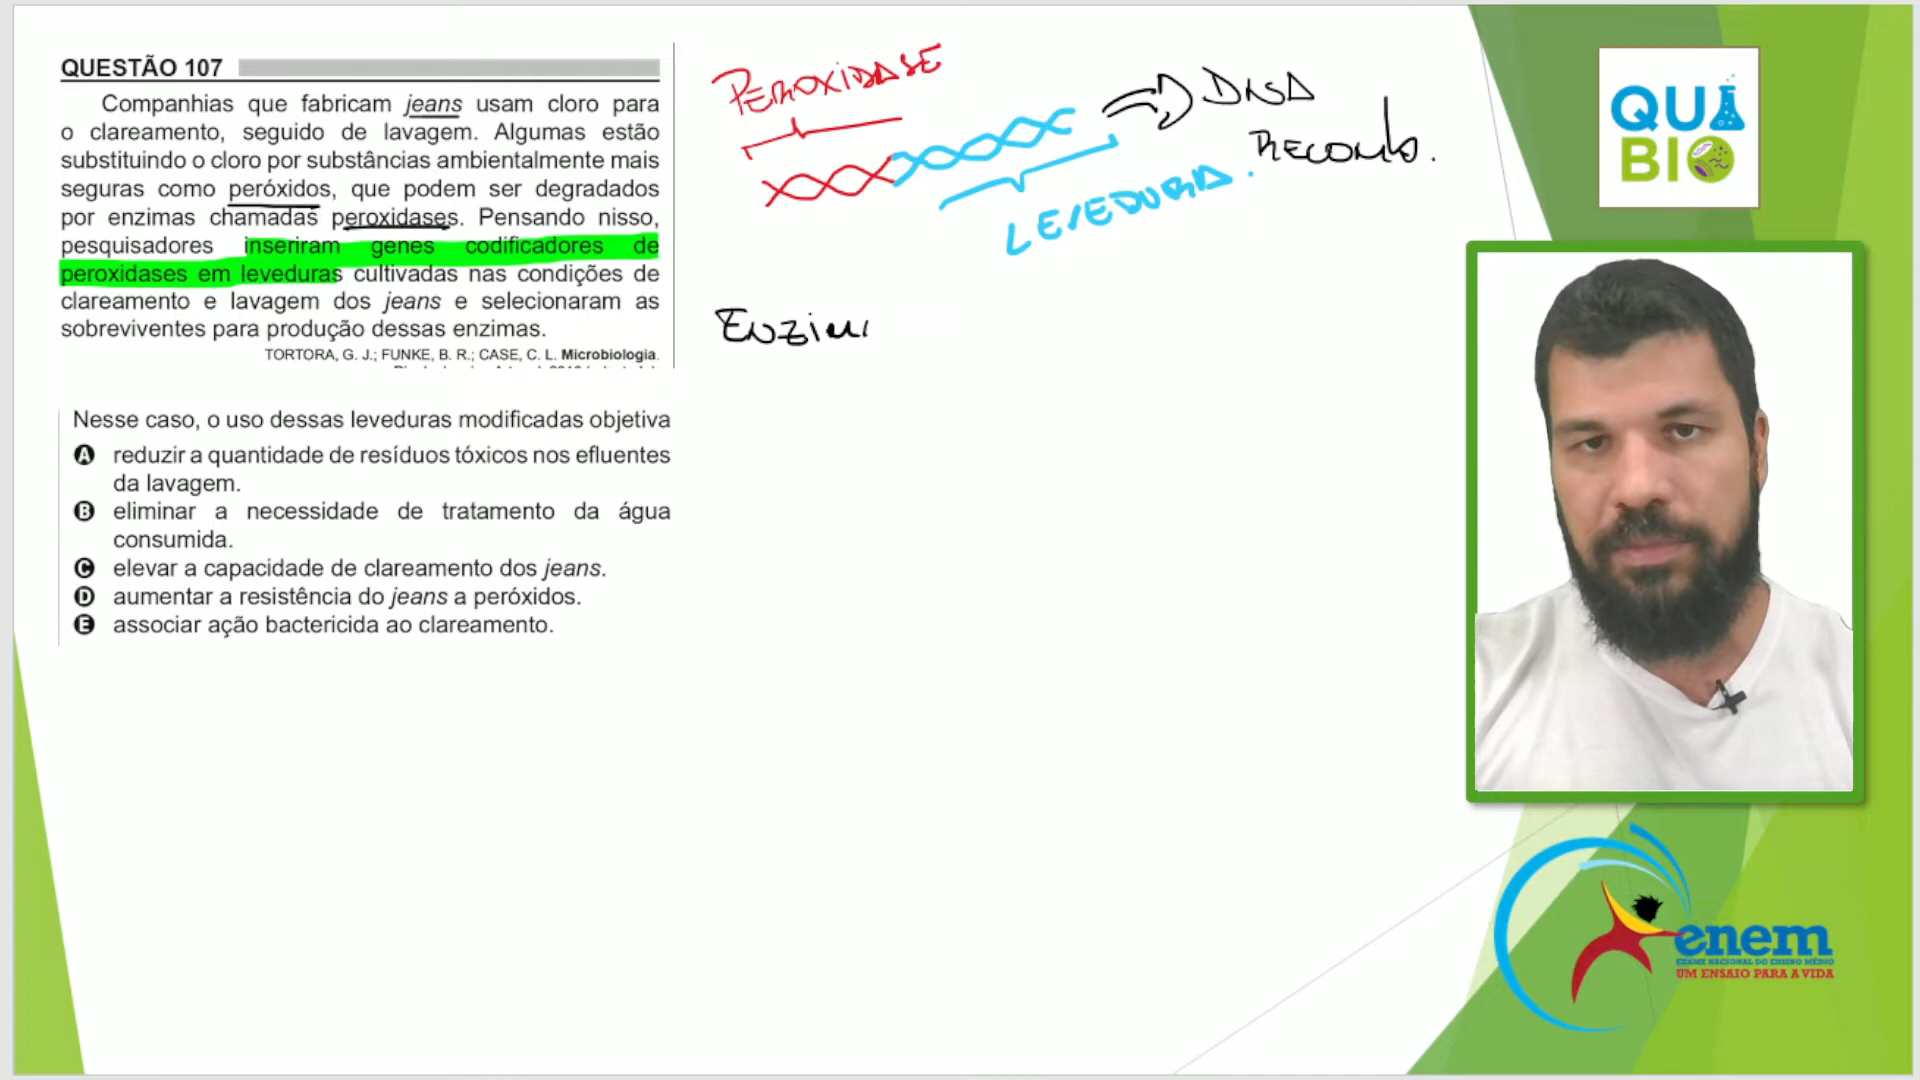 QUESTÃO 107
Companhias que fabricam jeans usam cloro para
o clareamento, seguido de lavagem. Algumas estão
substituindo o cloro por substâncias ambientalmente mais
seguras como peróxidos, que podem ser degradados
por enzimas chamadas peroxidases. Pensando nisso,
pesquisadores inseriram genes codificadores de
peroxidases em leveduras cultivadas nas condições de
clareamento e lavagem dos jeans e selecionaram as
sobreviventes para produção dessas enzimas.
TORTORA, G. J.; FUNKE, B. R.; CASE, C. L. Microbiologia.
Nesse caso, o uso dessas leveduras modificadas objetiva
A reduzir a quantidade de resíduos tóxicos nos efluentes
da lavagem.
B eliminar a necessidade de tratamento da água
consumida.
C elevar a capacidade de clareamento dos jeans.
D aumentar a resistência do jeans a peróxidos.
E associar ação bactericida ao clareamento.
PEROXIDASE
DNA
RECOMB.
LEVEDURA.
ENZIM
QUÍ
BIO
enem
EXAME NACIONAL DO ENSINO MÉDIO
UM ENSAIO PARA A VIDA